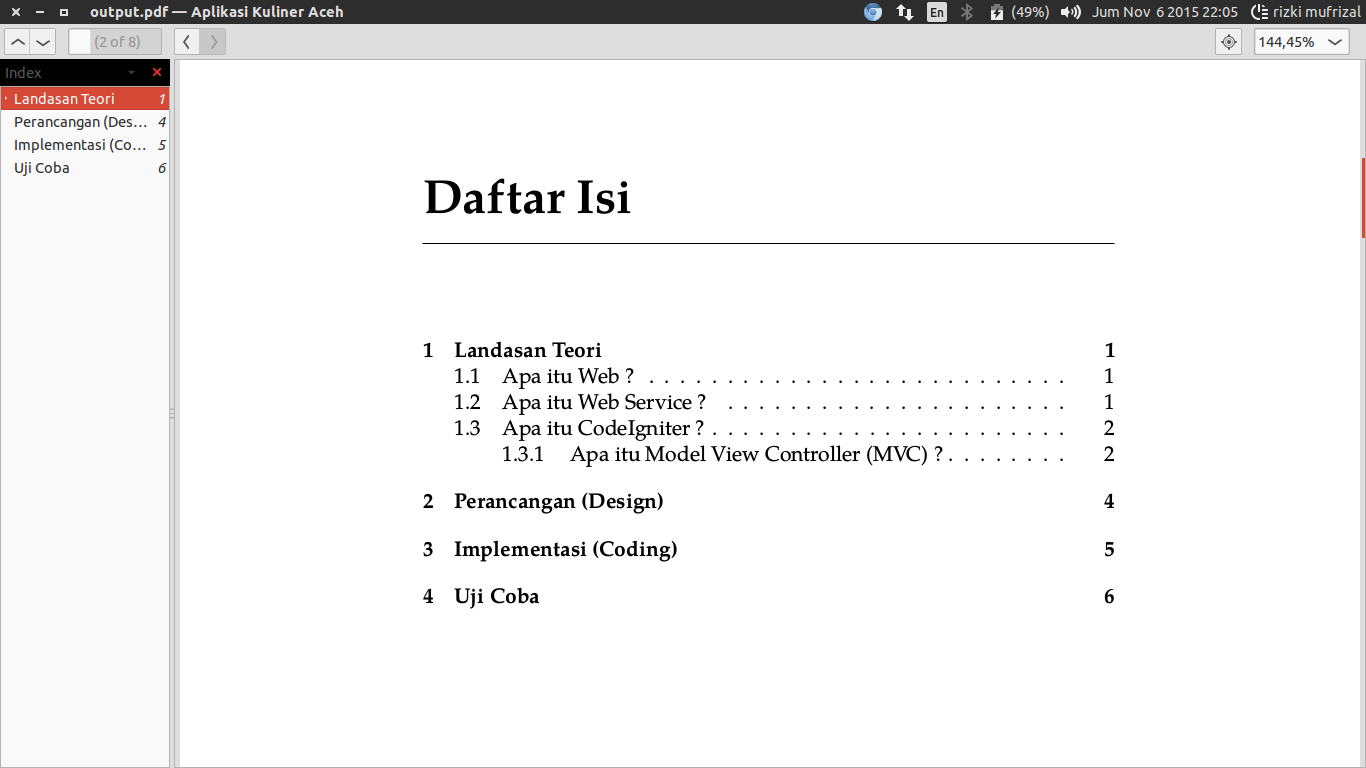 output.pdf — Aplikasi Kuliner Aceh
En (49%) Jum Nov 6 2015 22:05 rizki mufrizal
(2 of 8) 144,45%
Index
Landasan Teori 1
Perancangan (Des... 4
Implementasi (Co... 5
Uji Coba 6
Daftar Isi
1 Landasan Teori 1
1.1 Apa itu Web ? . . . . . . . . . . . . . . . . . . . . . . . . . . . 1
1.2 Apa itu Web Service ? . . . . . . . . . . . . . . . . . . . . . . 1
1.3 Apa itu CodeIgniter ? . . . . . . . . . . . . . . . . . . . . . . . 2
1.3.1 Apa itu Model View Controller (MVC) ? . . . . . . . . 2
2 Perancangan (Design) 4
3 Implementasi (Coding) 5
4 Uji Coba 6